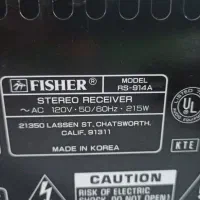 FISHER®
MODEL
RS-914A
STEREO RECEIVER
~AC 120V·50/60Hz·215W
21350 LASSEN ST., CHATSWORTH,
CALIF. 91311
MADE IN KOREA
UL
KTE
CAUTION
RISK OF ELECTRIC
SHOCK
DO NOT OPEN